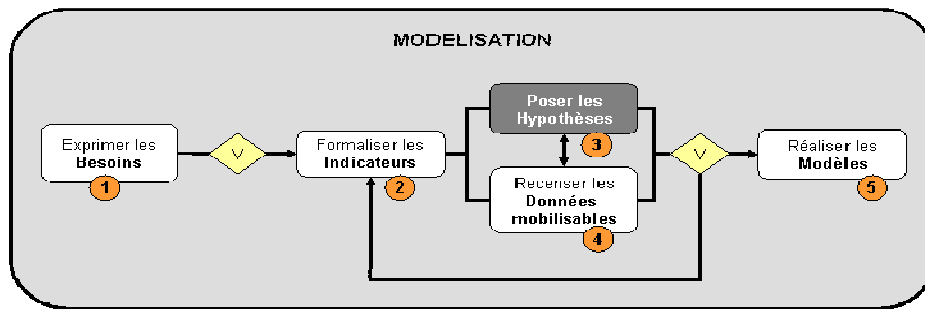 MODELISATION
Exprimer les
Besoins
1
V
Formaliser les
Indicateurs
2
Poser les
Hypothèses
3
Recenser les
Données
mobilisables
4
V
Réaliser les
Modèles
5